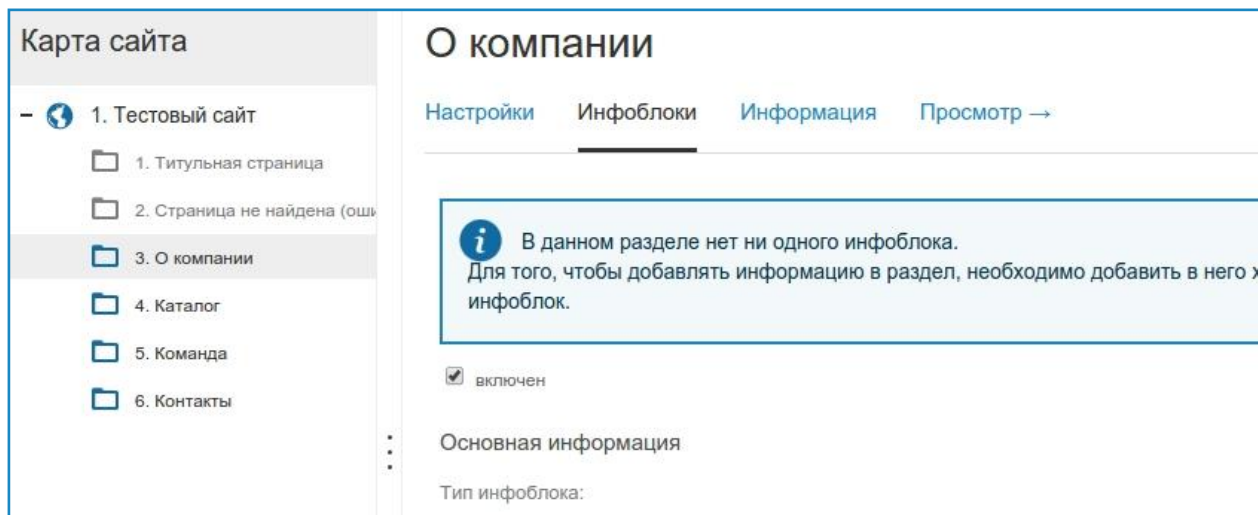 Карта сайта
1. Тестовый сайт
1. Титульная страница
2. Страница не найдена
3. О компании
4. Каталог
5. Команда
6. Контакты
О компании
Настройки Инфоблоки Информация Просмотр →
В данном разделе нет ни одного инфоблока.
Для того, чтобы добавлять информацию в раздел, необходимо добавить в него
инфоблок.
включен
Основная информация
Тип инфоблока: